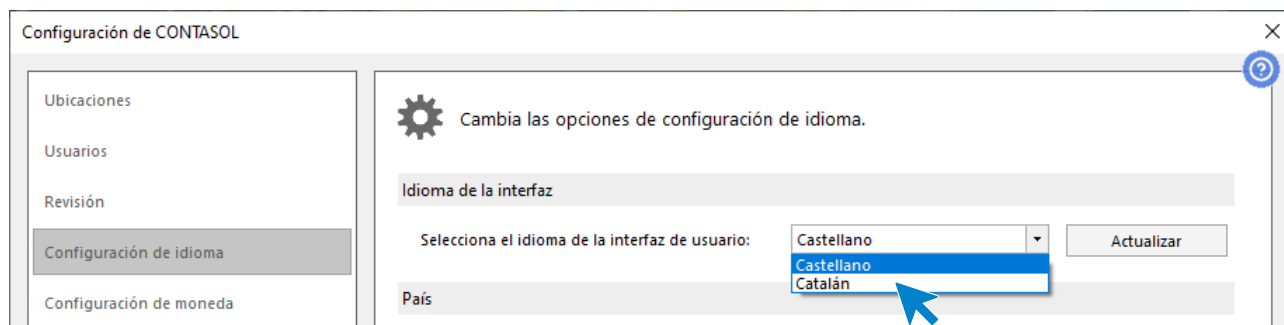 Configuración de CONTASOL
Ubicaciones
Usuarios
Revisión
Configuración de idioma
Configuración de moneda
?
Cambia las opciones de configuración de idioma.
Idioma de la interfaz
Selecciona el idioma de la interfaz de usuario: Castellano Actualizar
Castellano
Catalán
País